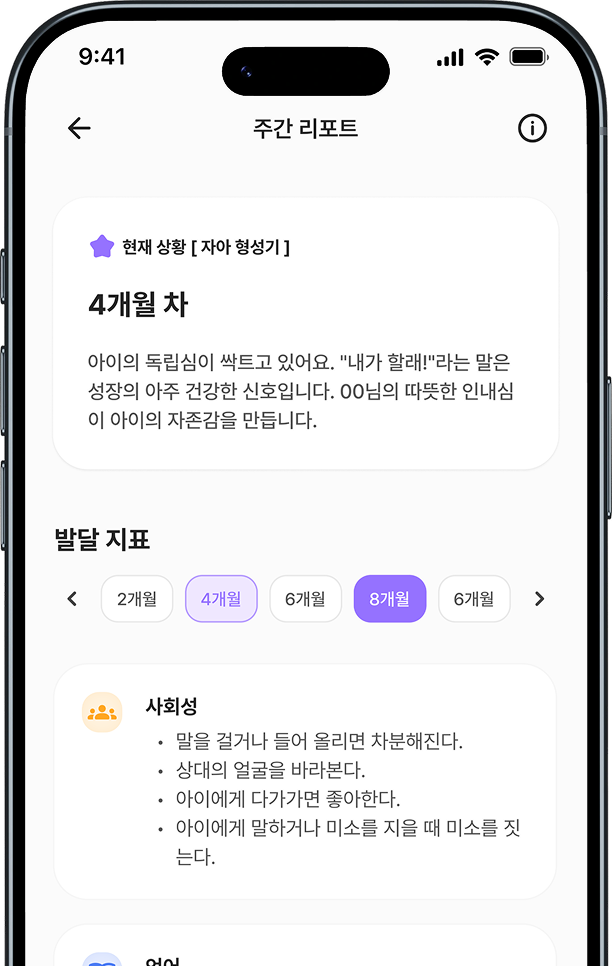 9:41
주간 리포트
현재 상황 [ 자아 형성기 ]
4개월 차
아이의 독립심이 싹트고 있어요. "내가 할래!"라는 말은
성장의 아주 건강한 신호입니다. 00님의 따뜻한 인내심
이 아이의 자존감을 만듭니다.
발달 지표
2개월 4개월 6개월 8개월 6개월
사회성
• 말을 걸거나 들어 올리면 차분해진다.
• 상대의 얼굴을 바라본다.
• 아이에게 다가가면 좋아한다.
• 아이에게 말하거나 미소를 지을 때 미소를 짓
는다.